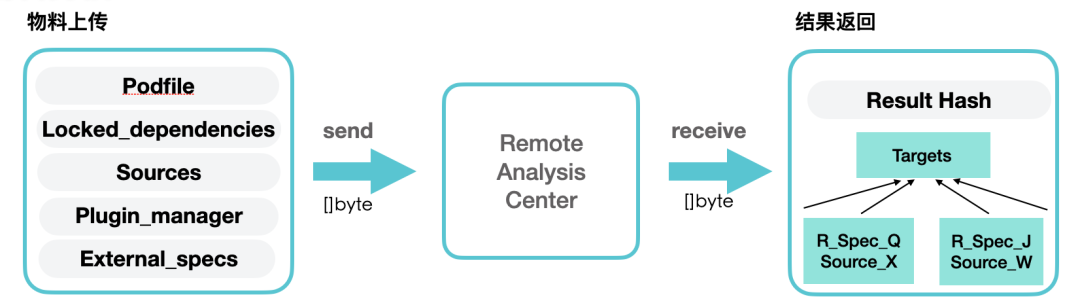 物料上传
Podfile
Locked_dependencies
Sources
Plugin_manager
External_specs
send
[]byte
Remote
Analysis
Center
receive
[]byte
结果返回
Result Hash
Targets
R_Spec_Q
Source_X
R_Spec_J
Source_W